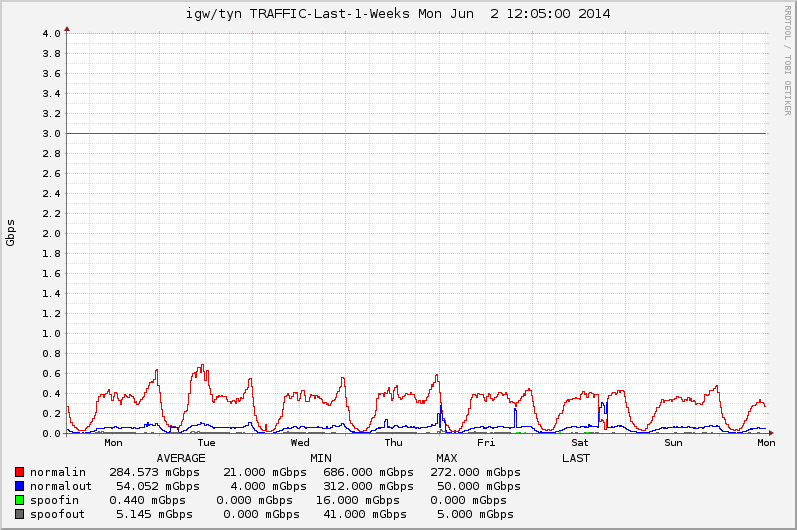 igw/tyn TRAFFIC-Last-1-Weeks Mon Jun  2 12:05:00 2014
RRDTOOL / TOBI OETIKER
Gbps
4.0
3.8
3.6
3.4
3.2
3.0
2.8
2.6
2.4
2.2
2.0
1.8
1.6
1.4
1.2
1.0
0.8
0.6
0.4
0.2
0.0
Mon Tue Wed Thu Fri Sat Sun Mon
AVERAGE MIN MAX LAST
normalin 284.573 mGbps 21.000 mGbps 686.000 mGbps 272.000 mGbps
normalout 54.052 mGbps 4.000 mGbps 312.000 mGbps 50.000 mGbps
spoofin 0.440 mGbps 0.000 mGbps 16.000 mGbps 0.000 mGbps
spoofout 5.145 mGbps 0.000 mGbps 41.000 mGbps 5.000 mGbps